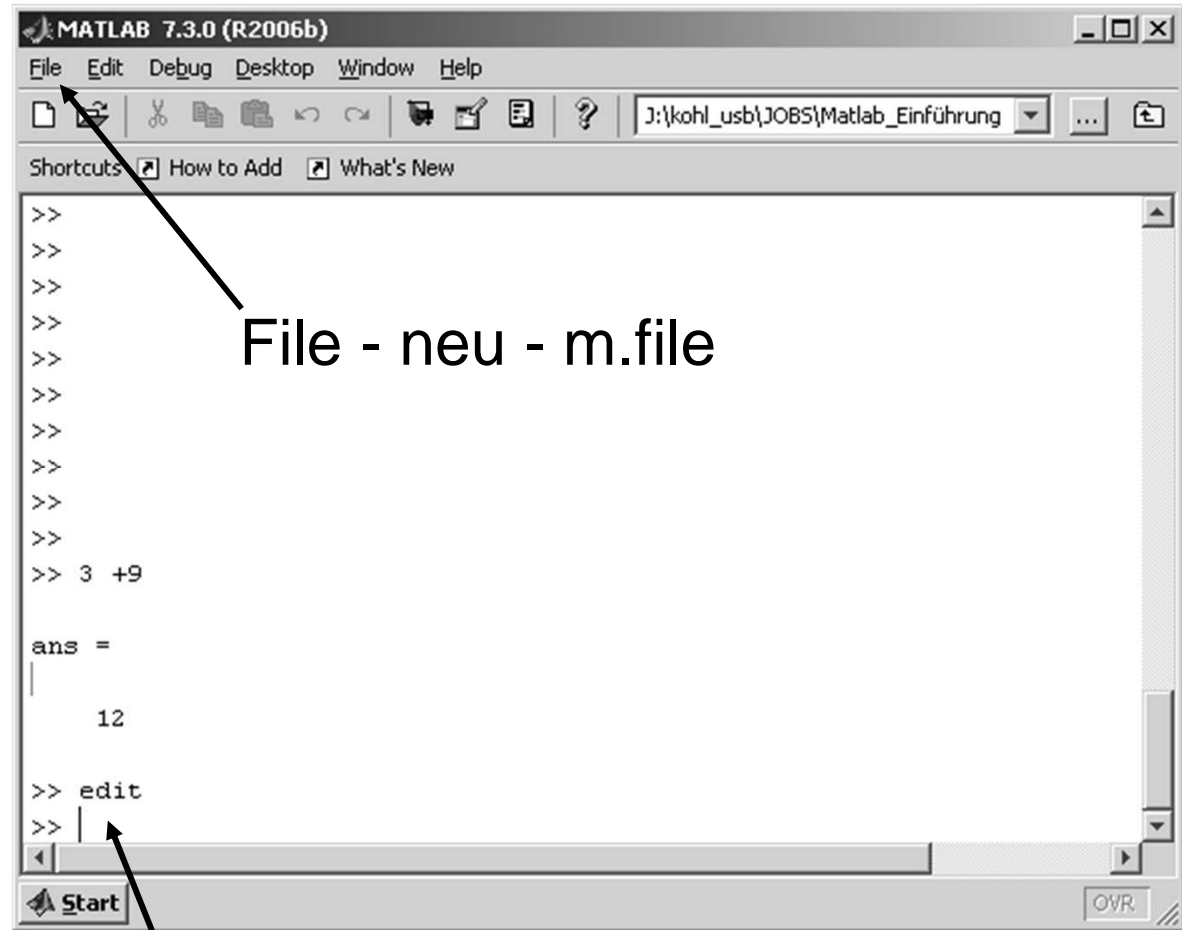 MATLAB 7.3.0 (R2006b)
File Edit Debug Desktop Window Help
J:\kohl_usb\JOBS\Matlab_Einführung ...
Shortcuts How to Add What's New
>>
>>
>>
>>
File - neu - m.file
>>
>>
>>
>>
>>
>>
>> 3 +9
ans =
12
>> edit
>>
Start OVR